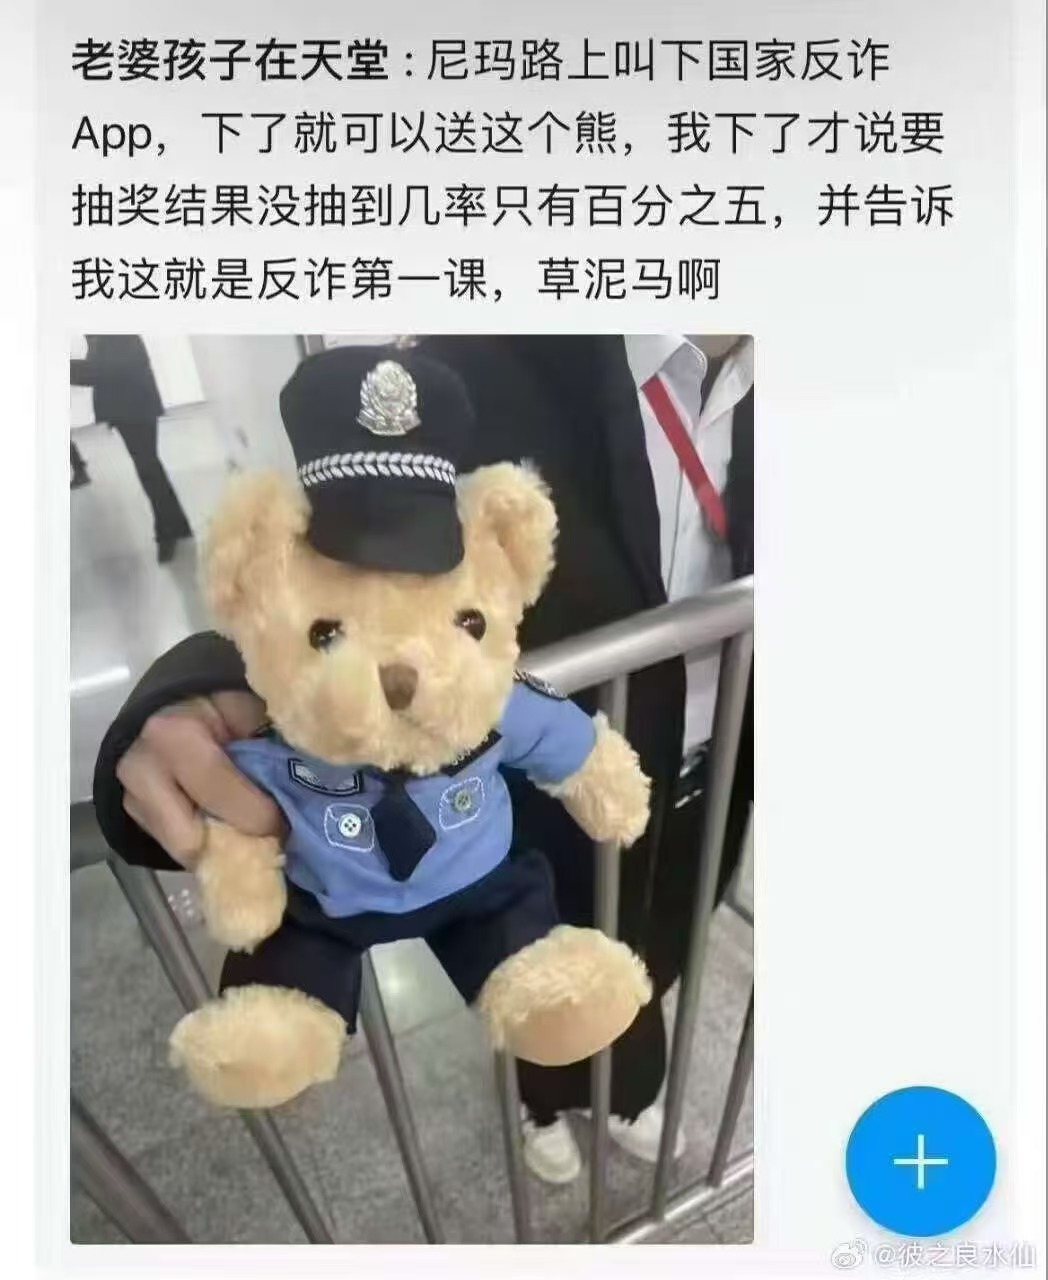 老婆孩子在天堂：尼玛路上叫下国家反诈
App，下了就可以送这个熊，我下了才说要
抽奖结果没抽到几率只有百分之五，并告诉
我这就是反诈第一课，草泥马啊
@彼之良水仙